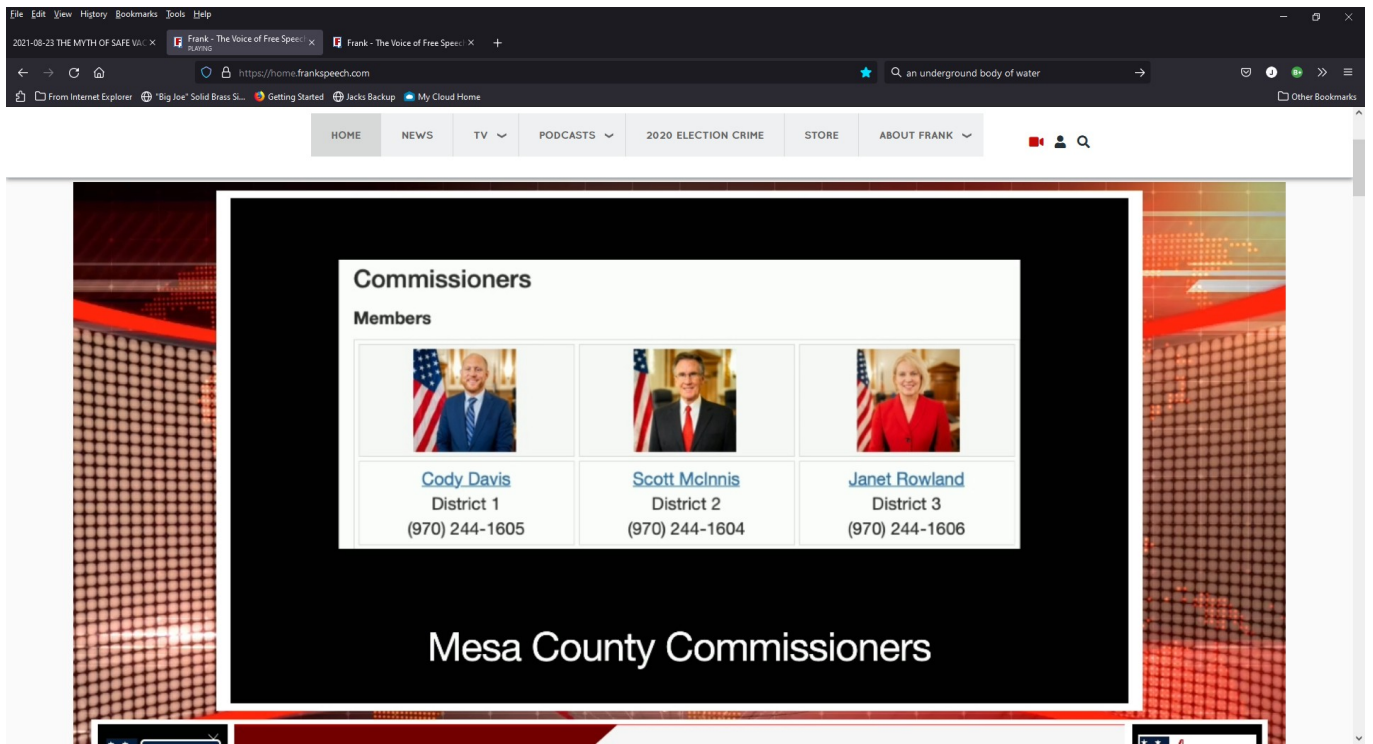 File Edit View History Bookmarks Tools Help
2021-08-23 THE MYTH OF SAFE VAC
Frank - The Voice of Free Speech
PLAYING
Frank - The Voice of Free Speech
https://home.frankspeech.com
an underground body of water
From Internet Explorer "Big Joe" Solid Brass Si... Getting Started Jacks Backup My Cloud Home Other Bookmarks
HOME NEWS TV PODCASTS 2020 ELECTION CRIME STORE ABOUT FRANK
Commissioners
Members
Cody Davis Scott McInnis Janet Rowland
District 1 District 2 District 3
(970) 244-1605 (970) 244-1604 (970) 244-1606
Mesa County Commissioners